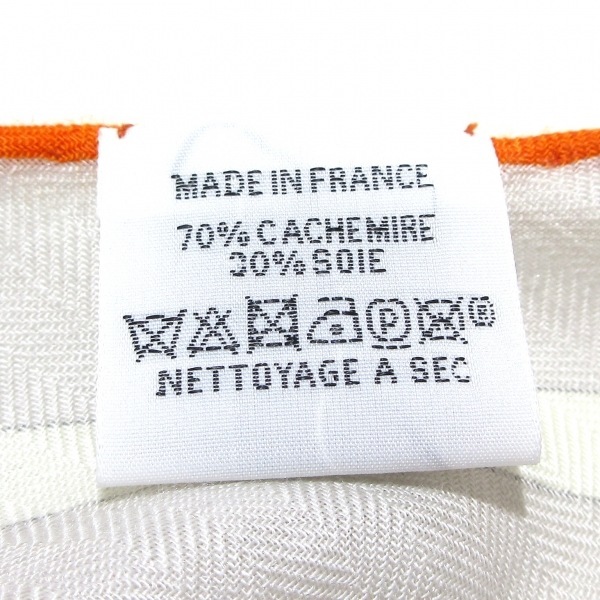 MADE IN FRANCE
70% CACHEMIRE
30% SOIE
P ®
NETTOYAGE A SEC